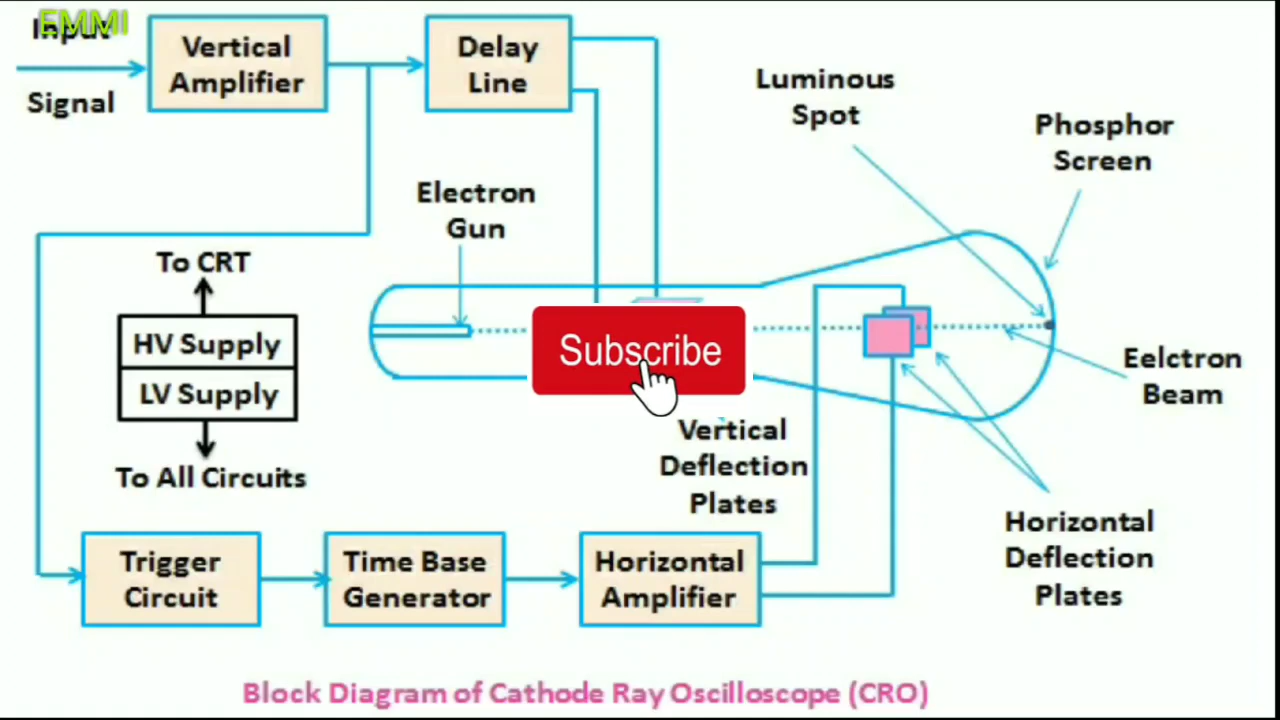 EMMI
Input
Signal
Vertical
Amplifier
Delay
Line
Luminous
Spot
Phosphor
Screen
Electron
Gun
To CRT
HV Supply
LV Supply
To All Circuits
Subscribe
Eelctron
Beam
Vertical
Deflection
Plates
Horizontal
Deflection
Plates
Trigger
Circuit
Time Base
Generator
Horizontal
Amplifier
Block Diagram of Cathode Ray Oscilloscope (CRO)